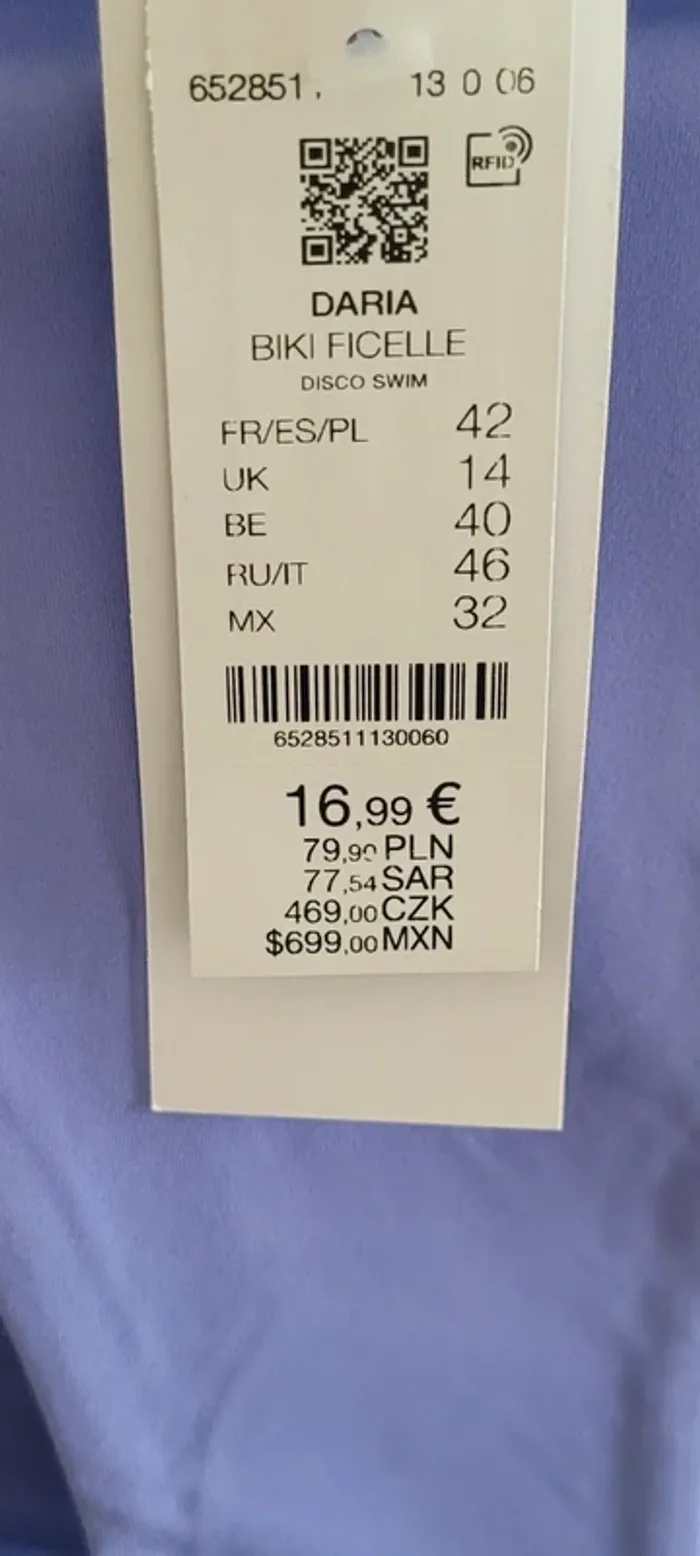 652851. 13 0 06
RFID
DARIA
BIKI FICELLE
DISCO SWIM
FR/ES/PL 42
UK 14
BE 40
RU/IT 46
MX 32
6528511130060
16,99 €
79,90 PLN
77,54 SAR
469,00 CZK
$699,00 MXN